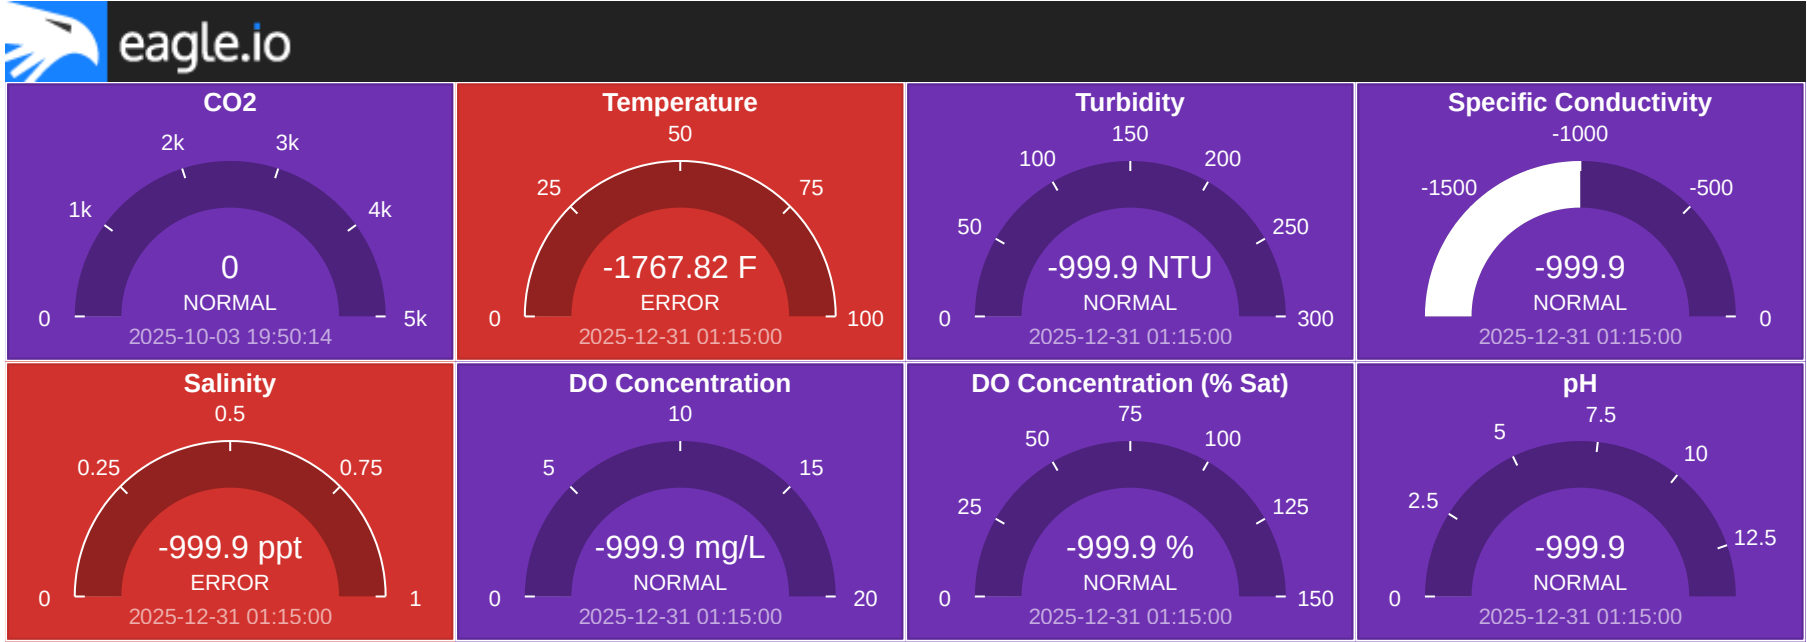 eagle.io
CO2
2k
3k
1k
4k
0
NORMAL
0
5k
2025-10-03 19:50:14
Temperature
50
25
75
-1767.82 F
ERROR
0
100
2025-12-31 01:15:00
Turbidity
150
100
200
50
250
-999.9 NTU
NORMAL
0
300
2025-12-31 01:15:00
Specific Conductivity
-1000
-1500
-500
-999.9
NORMAL
0
2025-12-31 01:15:00
Salinity
0.5
0.25
0.75
-999.9 ppt
ERROR
0
1
2025-12-31 01:15:00
DO Concentration
10
5
15
-999.9 mg/L
NORMAL
0
20
2025-12-31 01:15:00
DO Concentration (% Sat)
75
50
100
25
125
-999.9 %
NORMAL
0
150
2025-12-31 01:15:00
pH
7.5
5
10
2.5
12.5
-999.9
NORMAL
0
2025-12-31 01:15:00